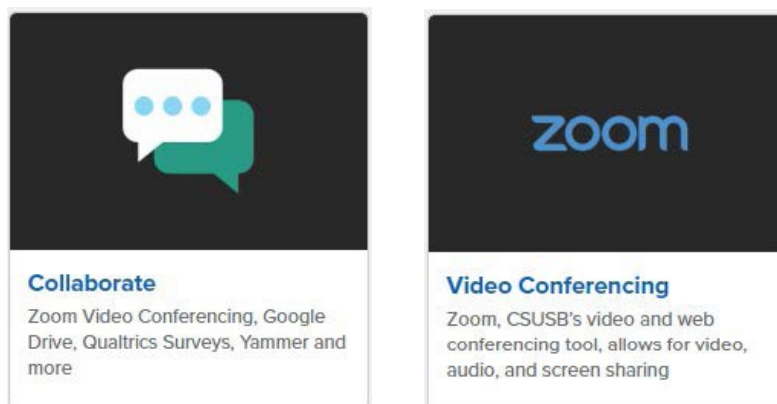 Collaborate
Zoom Video Conferencing, Google
Drive, Qualtrics Surveys, Yammer and
more
zoom
Video Conferencing
Zoom, CSUSB's video and web
conferencing tool, allows for video,
audio, and screen sharing